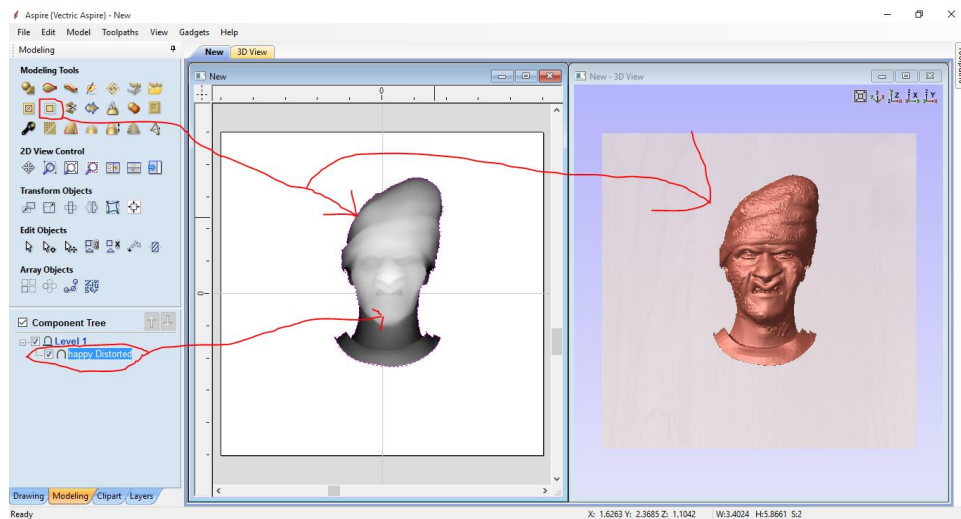 Aspire (Vectric Aspire) - New
File Edit Model Toolpaths View Gadgets Help
Modeling
New 3D View
Modeling Tools
2D View Control
Transform Objects
Edit Objects
Array Objects
Component Tree
Level 1
happy Distorted
Drawing Modeling Clipart Layers
New
0
0
New - 3D View
Z X Y
Toolpaths
Ready
X: 1.6263 Y: 2.3685 Z: 1.1042 W:3.4024 H:5.8661 S:2